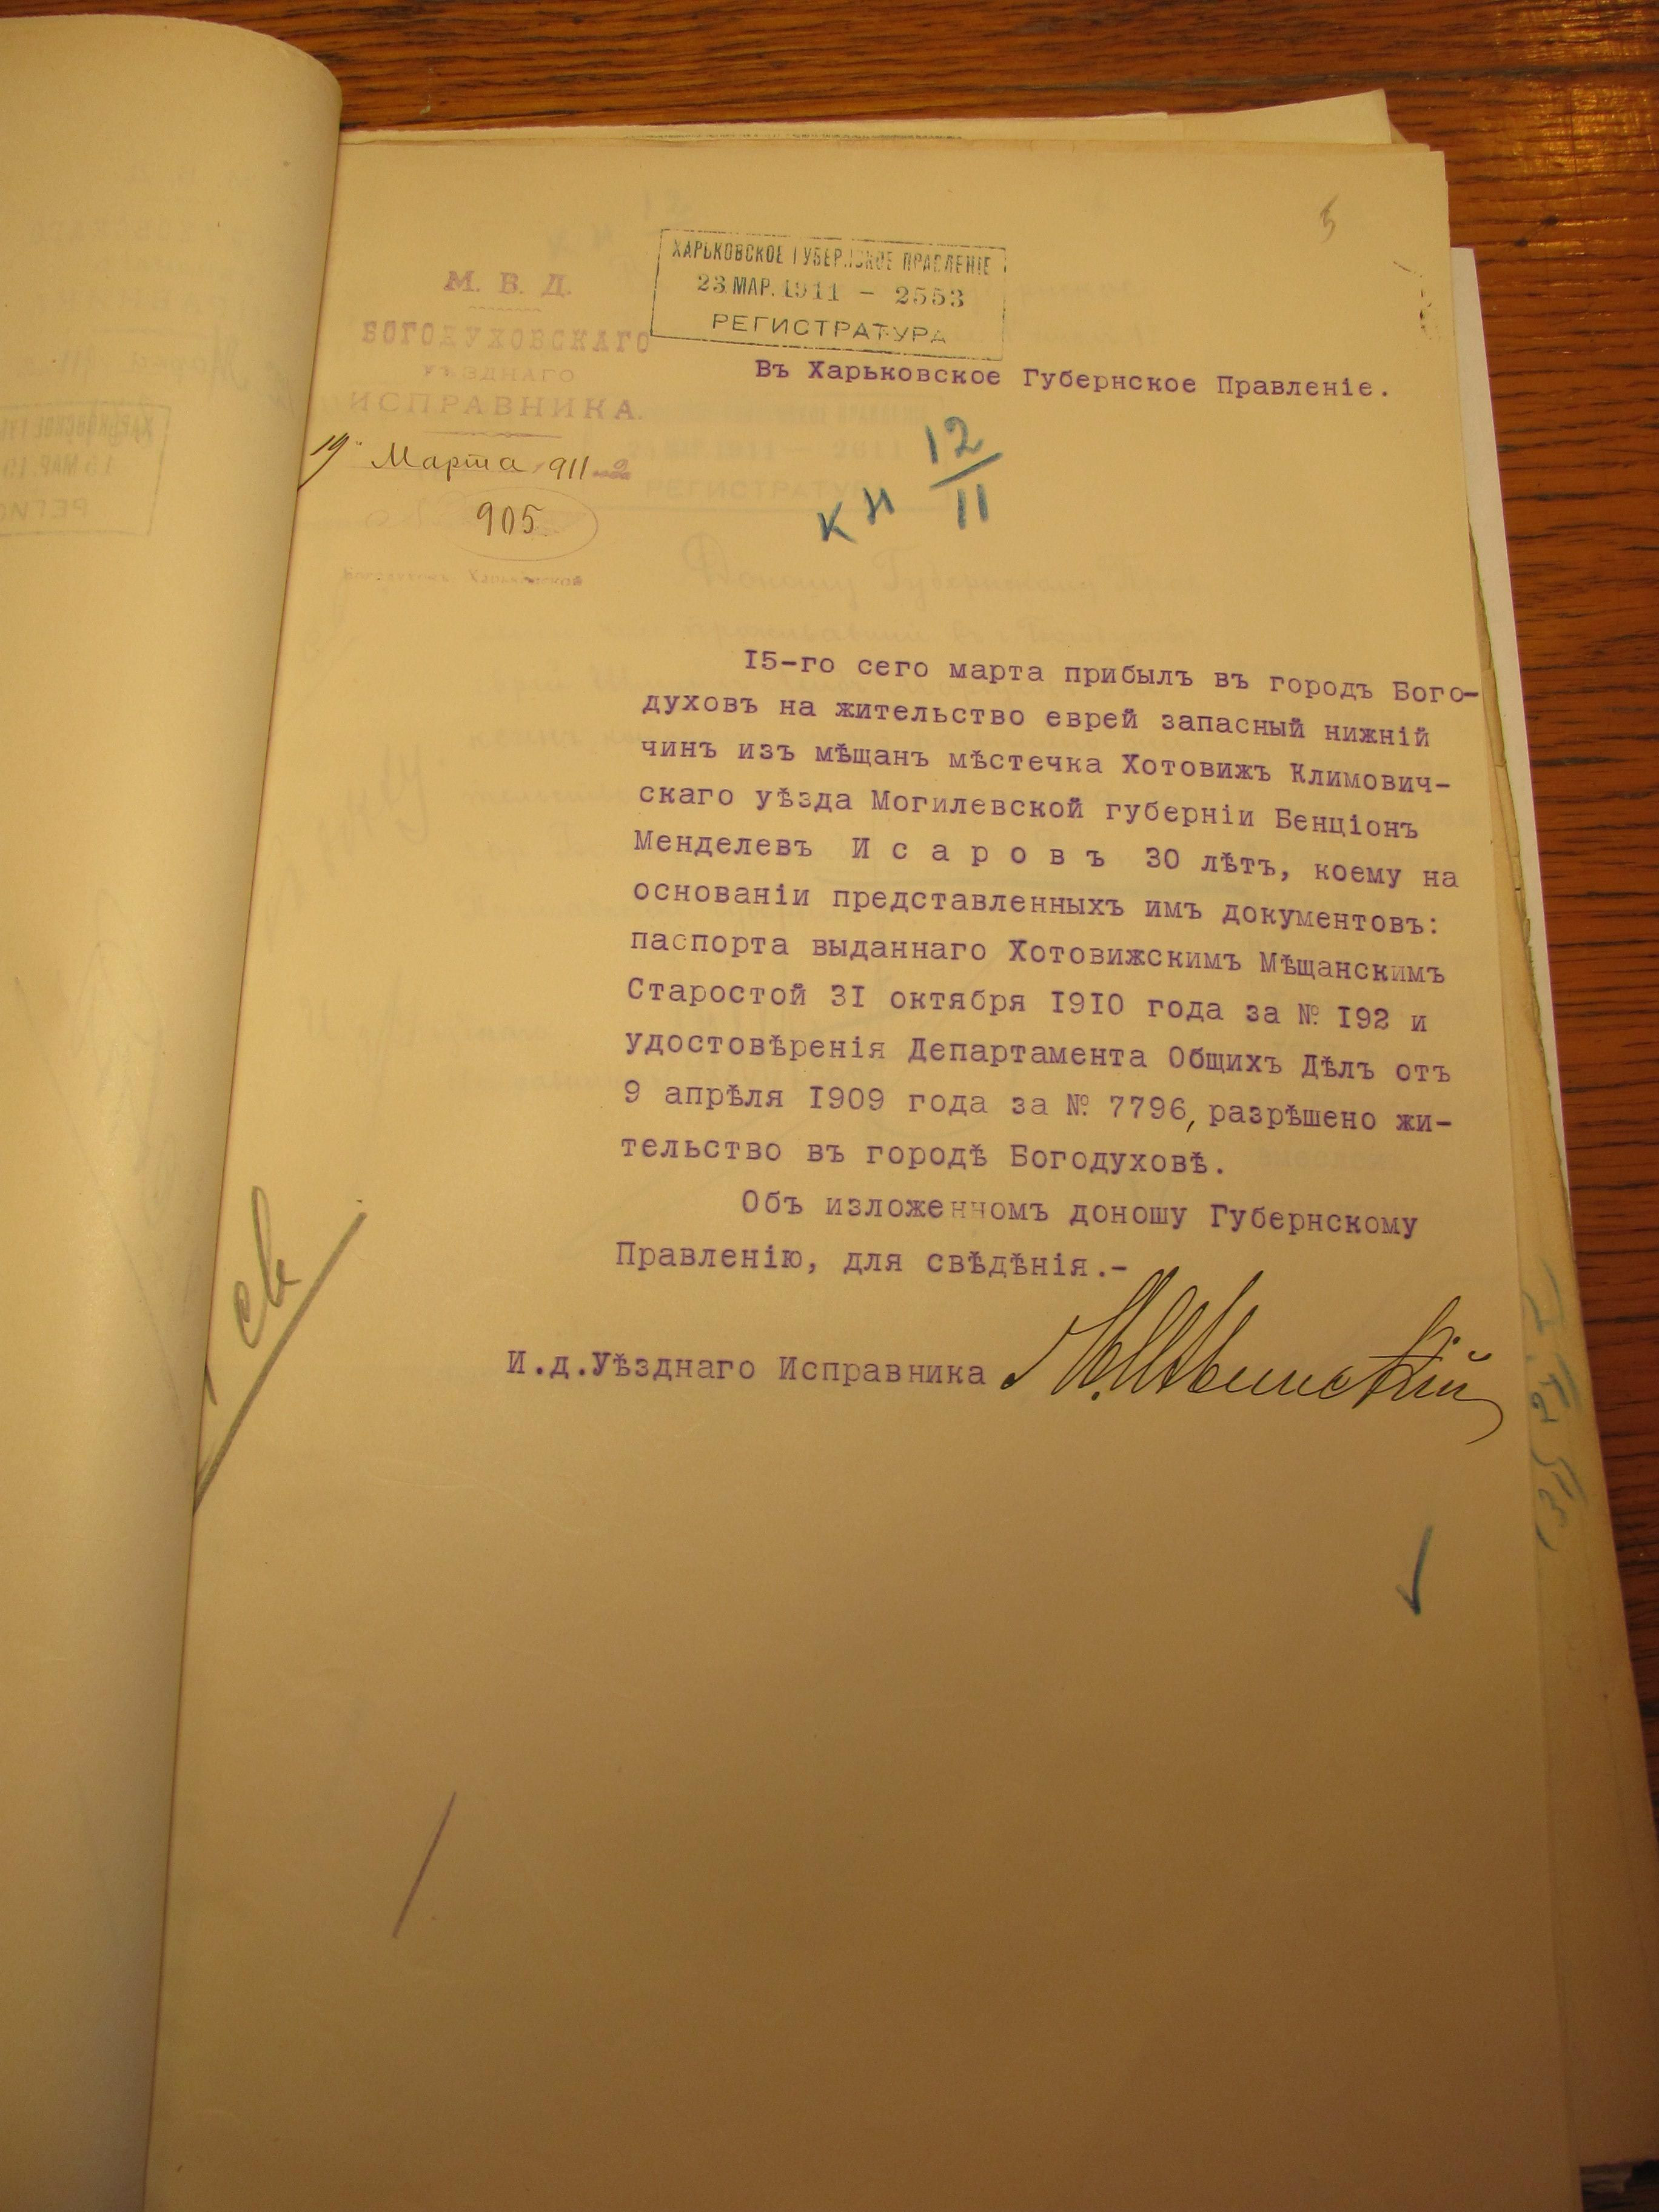 5
ХАРЬКОВСКОЕ ГУБЕРНСКОЕ ПРАВЛЕНІЕ
23 МАР. 1911 - 2553
РЕГИСТРАТУРА
М. В. Д.
БОГОДУХОВСКАГО
УѢЗДНАГО
ИСПРАВНИКА.
19 Марта 1911
905
Въ Харьковское Губернское Правленіе.
12
11
15-го сего марта прибылъ въ городъ Бого-
духовъ на жительство еврей запасный нижній
чинъ изъ мѣщанъ мѣстечка Хотовижъ Климович-
скаго уѣзда Могилевской губерніи Бенціонъ
Менделевъ И с а р о в ъ 30 лѣтъ, коему на
основаніи представленныхъ имъ документовъ:
паспорта выданнаго Хотовижскимъ Мѣщанскимъ
Старостой 31 октября 1910 года за № 192 и
удостовѣренія Департамента Общихъ Дѣлъ отъ
9 апрѣля 1909 года за № 7796, разрѣшено жи-
тельство въ городѣ Богодуховѣ.
Объ изложенномъ доношу Губернскому
Правленію, для свѣдѣнія.-
И.д.Уѣзднаго Исправника